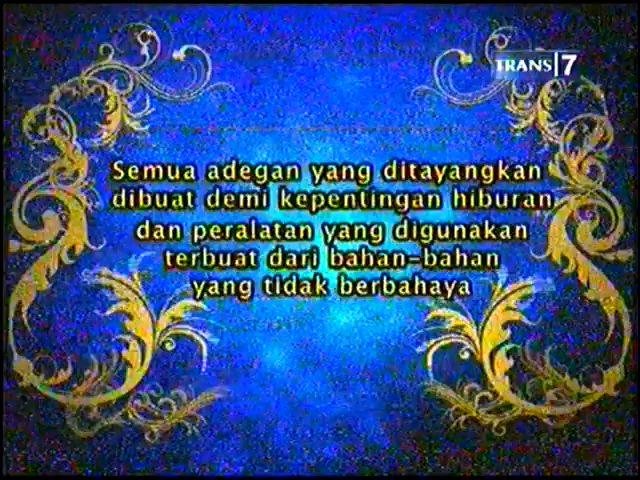 TRANS|7
Semua adegan yang ditayangkan
dibuat demi kepentingan hiburan
dan peralatan yang digunakan
terbuat dari bahan-bahan
yang tidak berbahaya